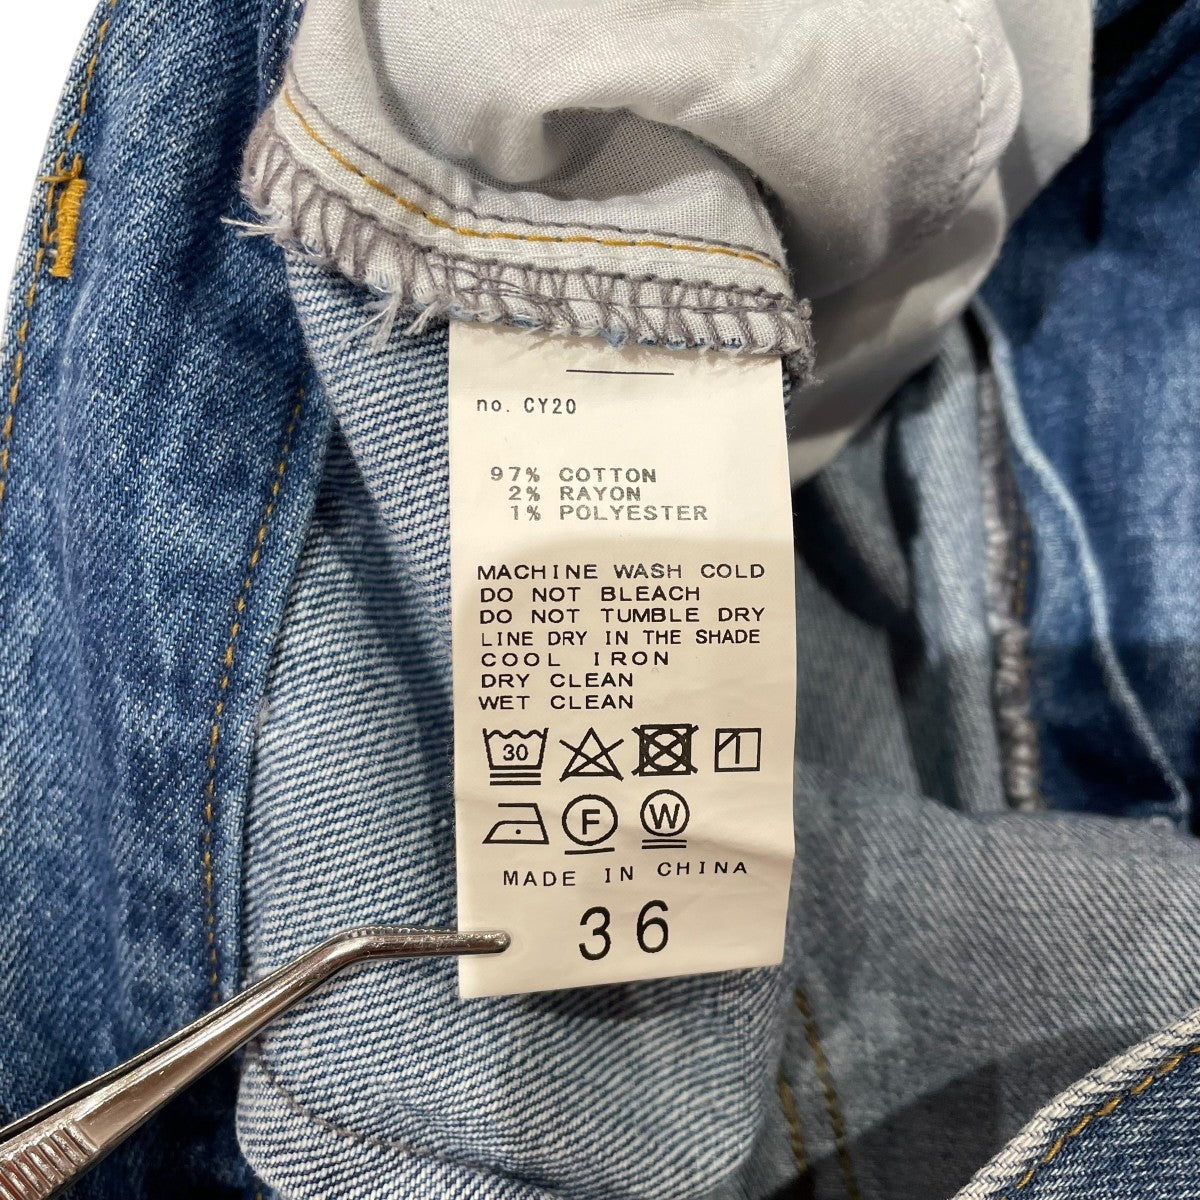 no. CY20
97% COTTON
2% RAYON
1% POLYESTER
MACHINE WASH COLD
DO NOT BLEACH
DO NOT TUMBLE DRY
LINE DRY IN THE SHADE
COOL IRON
DRY CLEAN
WET CLEAN
30
F W
MADE IN CHINA
36